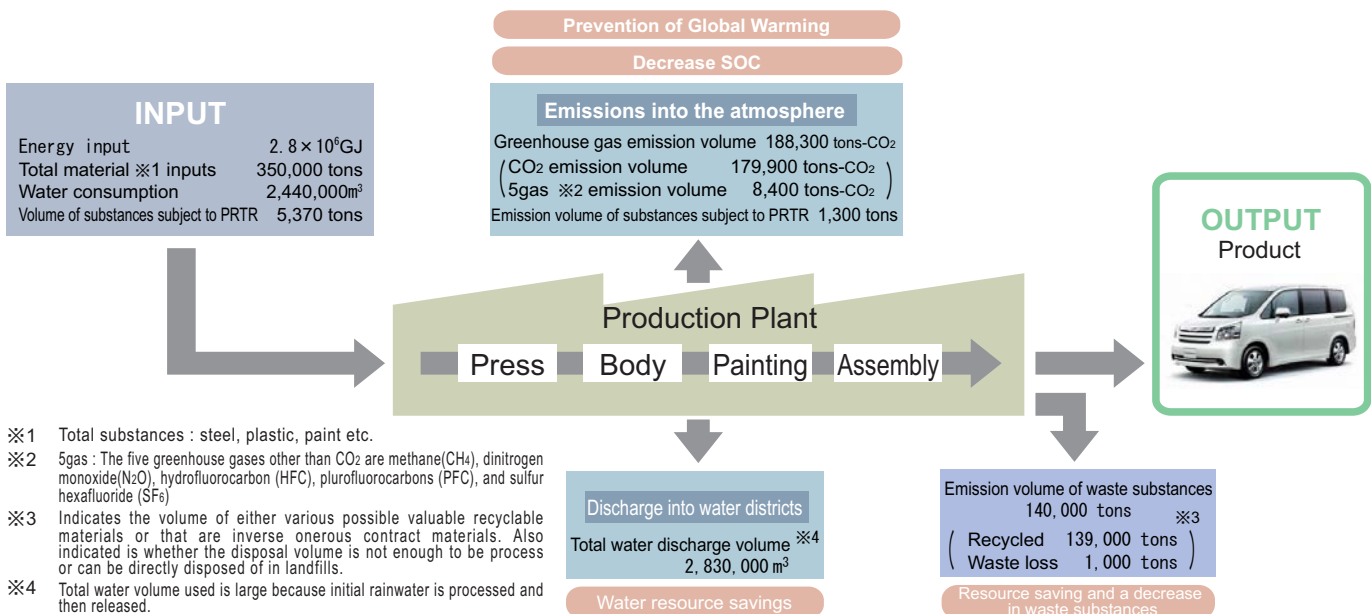 Prevention of Global Warming
Decrease SOC
INPUT
Energy input 2.8×10⁶GJ
Total material ※1 inputs 350,000 tons
Water consumption 2,440,000m³
Volume of substances subject to PRTR 5,370 tons
Emissions into the atmosphere
Greenhouse gas emission volume 188,300 tons-CO₂
(CO₂ emission volume 179,900 tons-CO₂
5gas ※2 emission volume 8,400 tons-CO₂)
Emission volume of substances subject to PRTR 1,300 tons
OUTPUT
Product
Production Plant
Press Body Painting Assembly
※1 Total substances : steel, plastic, paint etc.
※2 5gas : The five greenhouse gases other than CO₂ are methane(CH₄), dinitrogen
monoxide(N₂O), hydrofluorocarbon (HFC), plurofluorocarbons (PFC), and sulfur
hexafluoride (SF₆)
※3 Indicates the volume of either various possible valuable recyclable
materials or that are inverse onerous contract materials. Also
indicated is whether the disposal volume is not enough to be process
or can be directly disposed of in landfills.
※4 Total water volume used is large because initial rainwater is processed and
then released.
Discharge into water districts
Total water discharge volume ※4
2,830,000 m³
Water resource savings
Emission volume of waste substances
140,000 tons ※3
(Recycled 139,000 tons
Waste loss 1,000 tons)
Resource saving and a decrease
in waste substances